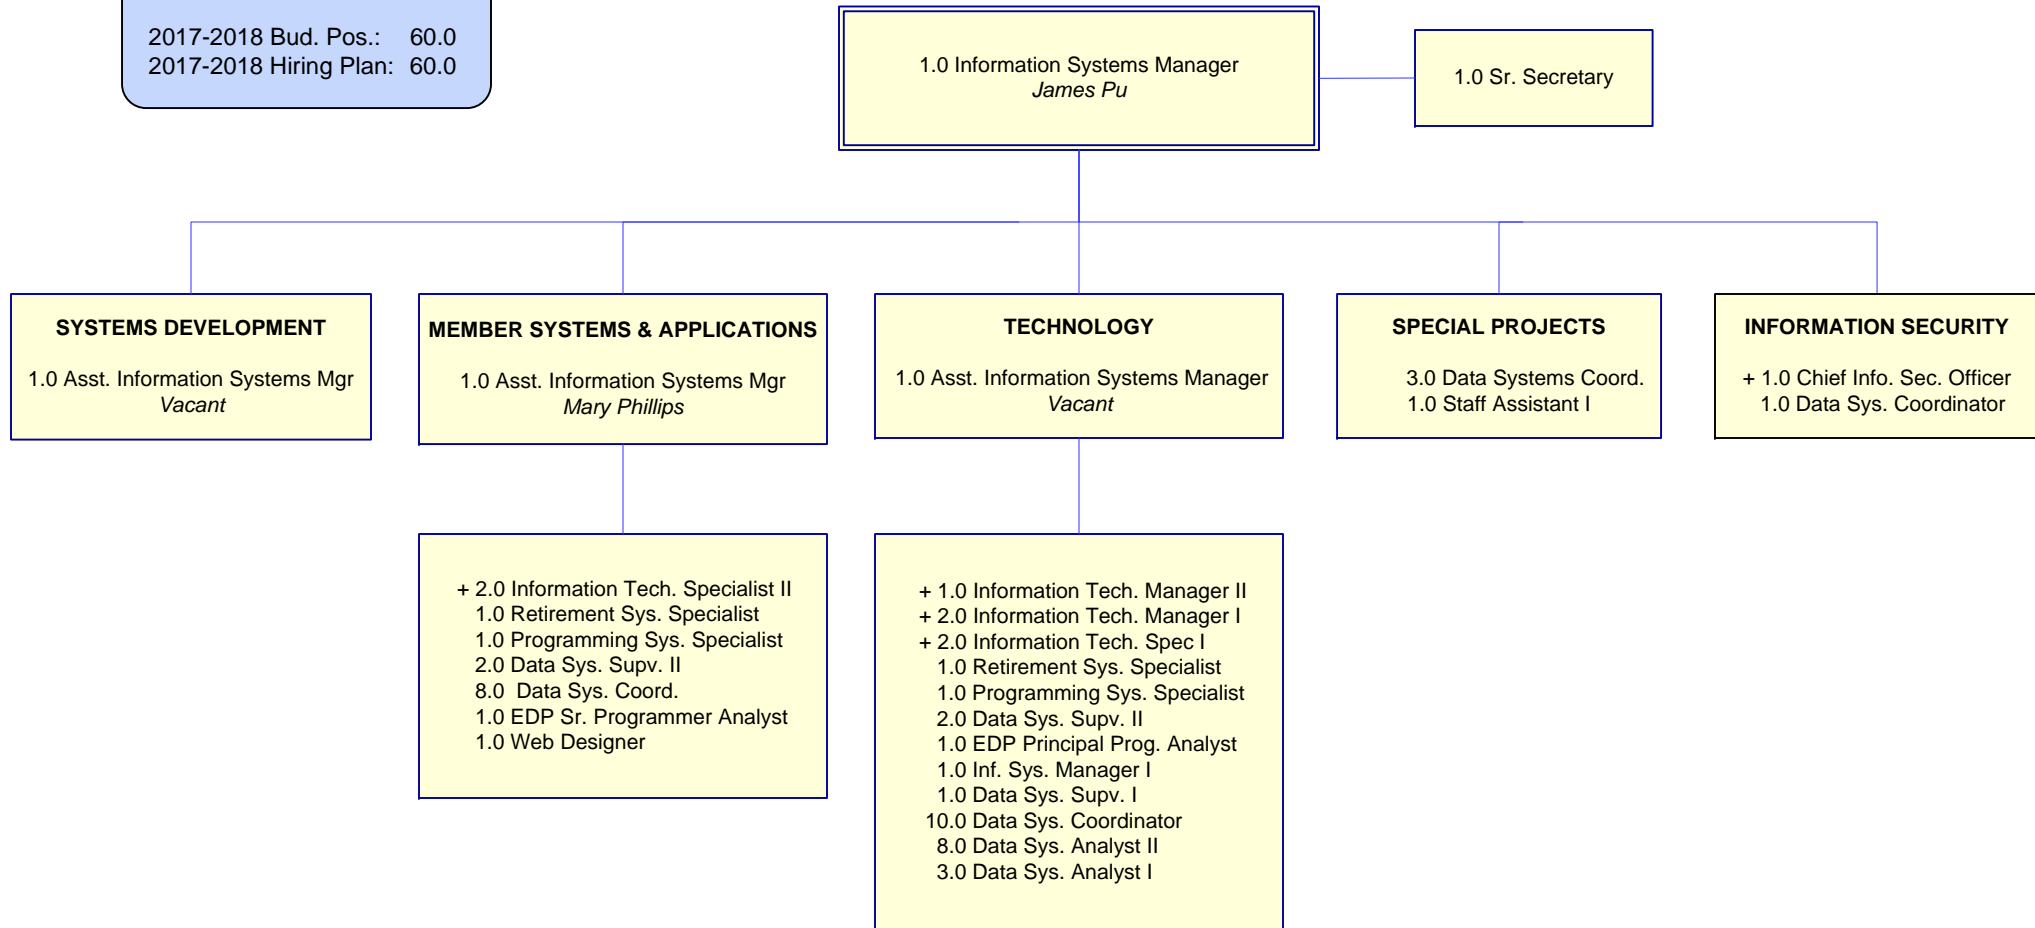 2017-2018 Bud. Pos.: 60.0
2017-2018 Hiring Plan: 60.0
1.0 Information Systems Manager
James Pu
1.0 Sr. Secretary
SYSTEMS DEVELOPMENT
1.0 Asst. Information Systems Mgr
Vacant
MEMBER SYSTEMS & APPLICATIONS
1.0 Asst. Information Systems Mgr
Mary Phillips
TECHNOLOGY
1.0 Asst. Information Systems Manager
Vacant
SPECIAL PROJECTS
3.0 Data Systems Coord.
1.0 Staff Assistant I
INFORMATION SECURITY
+ 1.0 Chief Info. Sec. Officer
1.0 Data Sys. Coordinator
+ 2.0 Information Tech. Specialist II
1.0 Retirement Sys. Specialist
1.0 Programming Sys. Specialist
2.0 Data Sys. Supv. II
8.0 Data Sys. Coord.
1.0 EDP Sr. Programmer Analyst
1.0 Web Designer
+ 1.0 Information Tech. Manager II
+ 2.0 Information Tech. Manager I
+ 2.0 Information Tech. Spec I
1.0 Retirement Sys. Specialist
1.0 Programming Sys. Specialist
2.0 Data Sys. Supv. II
1.0 EDP Principal Prog. Analyst
1.0 Inf. Sys. Manager I
1.0 Data Sys. Supv. I
10.0 Data Sys. Coordinator
8.0 Data Sys. Analyst II
3.0 Data Sys. Analyst I